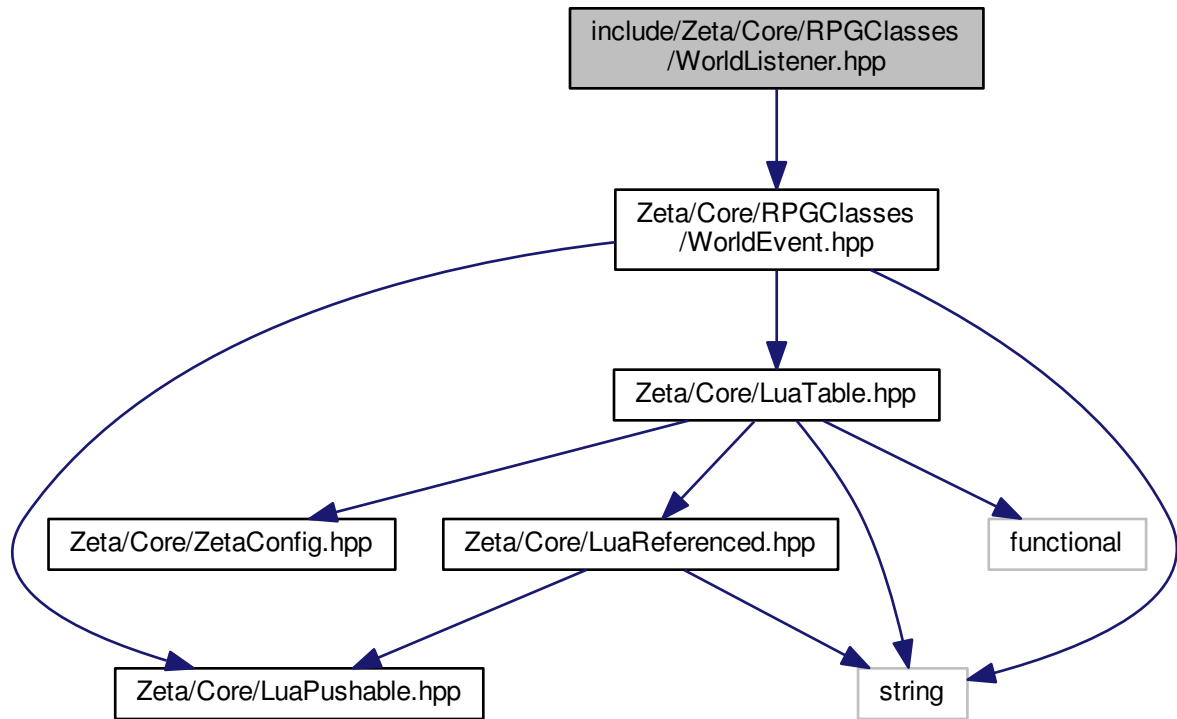 include/Zeta/Core/RPGClasses
/WorldListener.hpp
Zeta/Core/RPGClasses
/WorldEvent.hpp
Zeta/Core/LuaTable.hpp
Zeta/Core/ZetaConfig.hpp
Zeta/Core/LuaReferenced.hpp
functional
Zeta/Core/LuaPushable.hpp
string